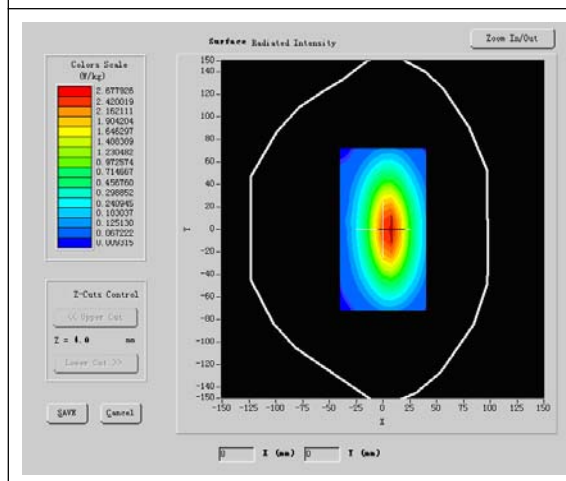 Surface Radiated Intensity
Zoom In/Out
Colors Scale
(W/kg)
2.677926
2.420019
2.162111
1.904204
1.646297
1.408389
1.230482
0.972574
0.714667
0.456760
0.298852
0.240945
0.183037
0.125130
0.067222
0.009315
Z-Cuts Control
<< Upper Cut
Z = 4.0 mm
Lower Cut >>
SAVE
Cancel
150
140
120
100
80
60
40
20
0
-20
-40
-60
-80
-100
-120
-140
-150
Y
-150 -125 -100 -75 -50 -25 0 25 50 75 100 125 150
X
0 X (mm) 0 Y (mm)